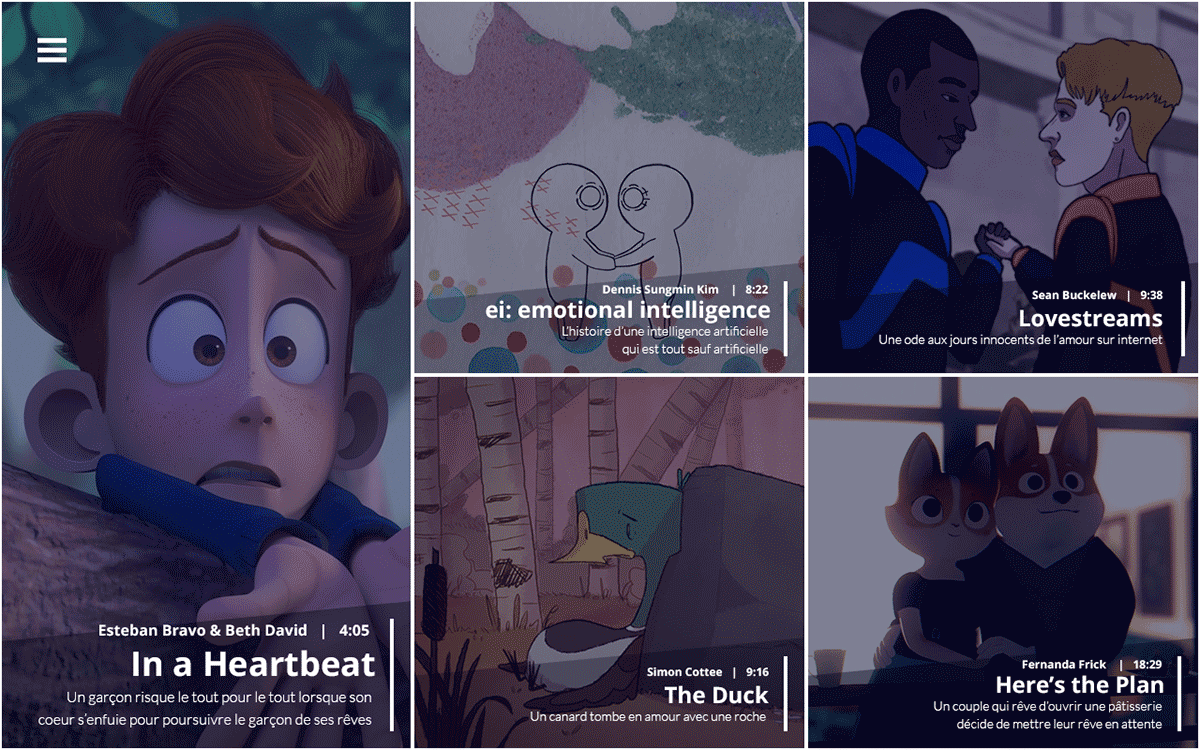 Esteban Bravo & Beth David | 4:05
In a Heartbeat
Un garçon risque le tout pour le tout lorsque son
coeur s'enfuie pour poursuivre le garçon de ses rêves
Dennis Sungmin Kim | 8:22
ei: emotional intelligence
L'histoire d'une intelligence artificielle
qui est tout sauf artificielle
Sean Buckelew | 9:38
Lovestreams
Une ode aux jours innocents de l'amour sur internet
Simon Cottee | 9:16
The Duck
Un canard tombe en amour avec une roche
Fernanda Frick | 18:29
Here's the Plan
Un couple qui rêve d'ouvrir une pâtisserie
décide de mettre leur rêve en attente